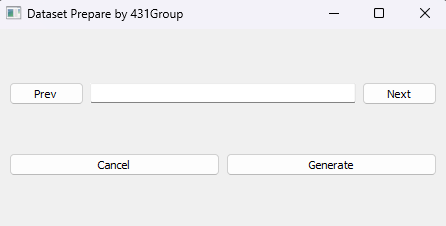 Dataset Prepare by 431Group
Prev Next
Cancel Generate